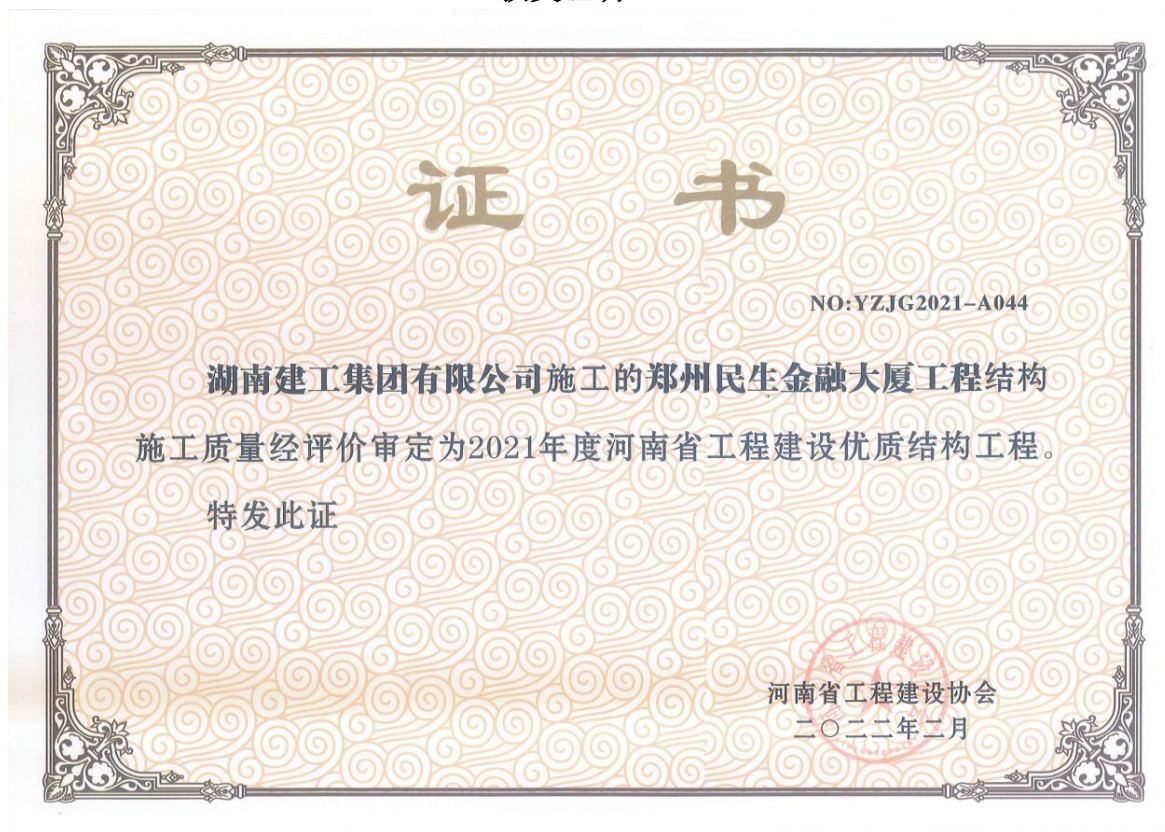 证 书
NO:YZJG2021-A044
湖南建工集团有限公司施工的郑州民生金融大厦工程结构
施工质量经评价审定为2021年度河南省工程建设优质结构工程。
特发此证
河南省工程建设协会
二〇二二年二月